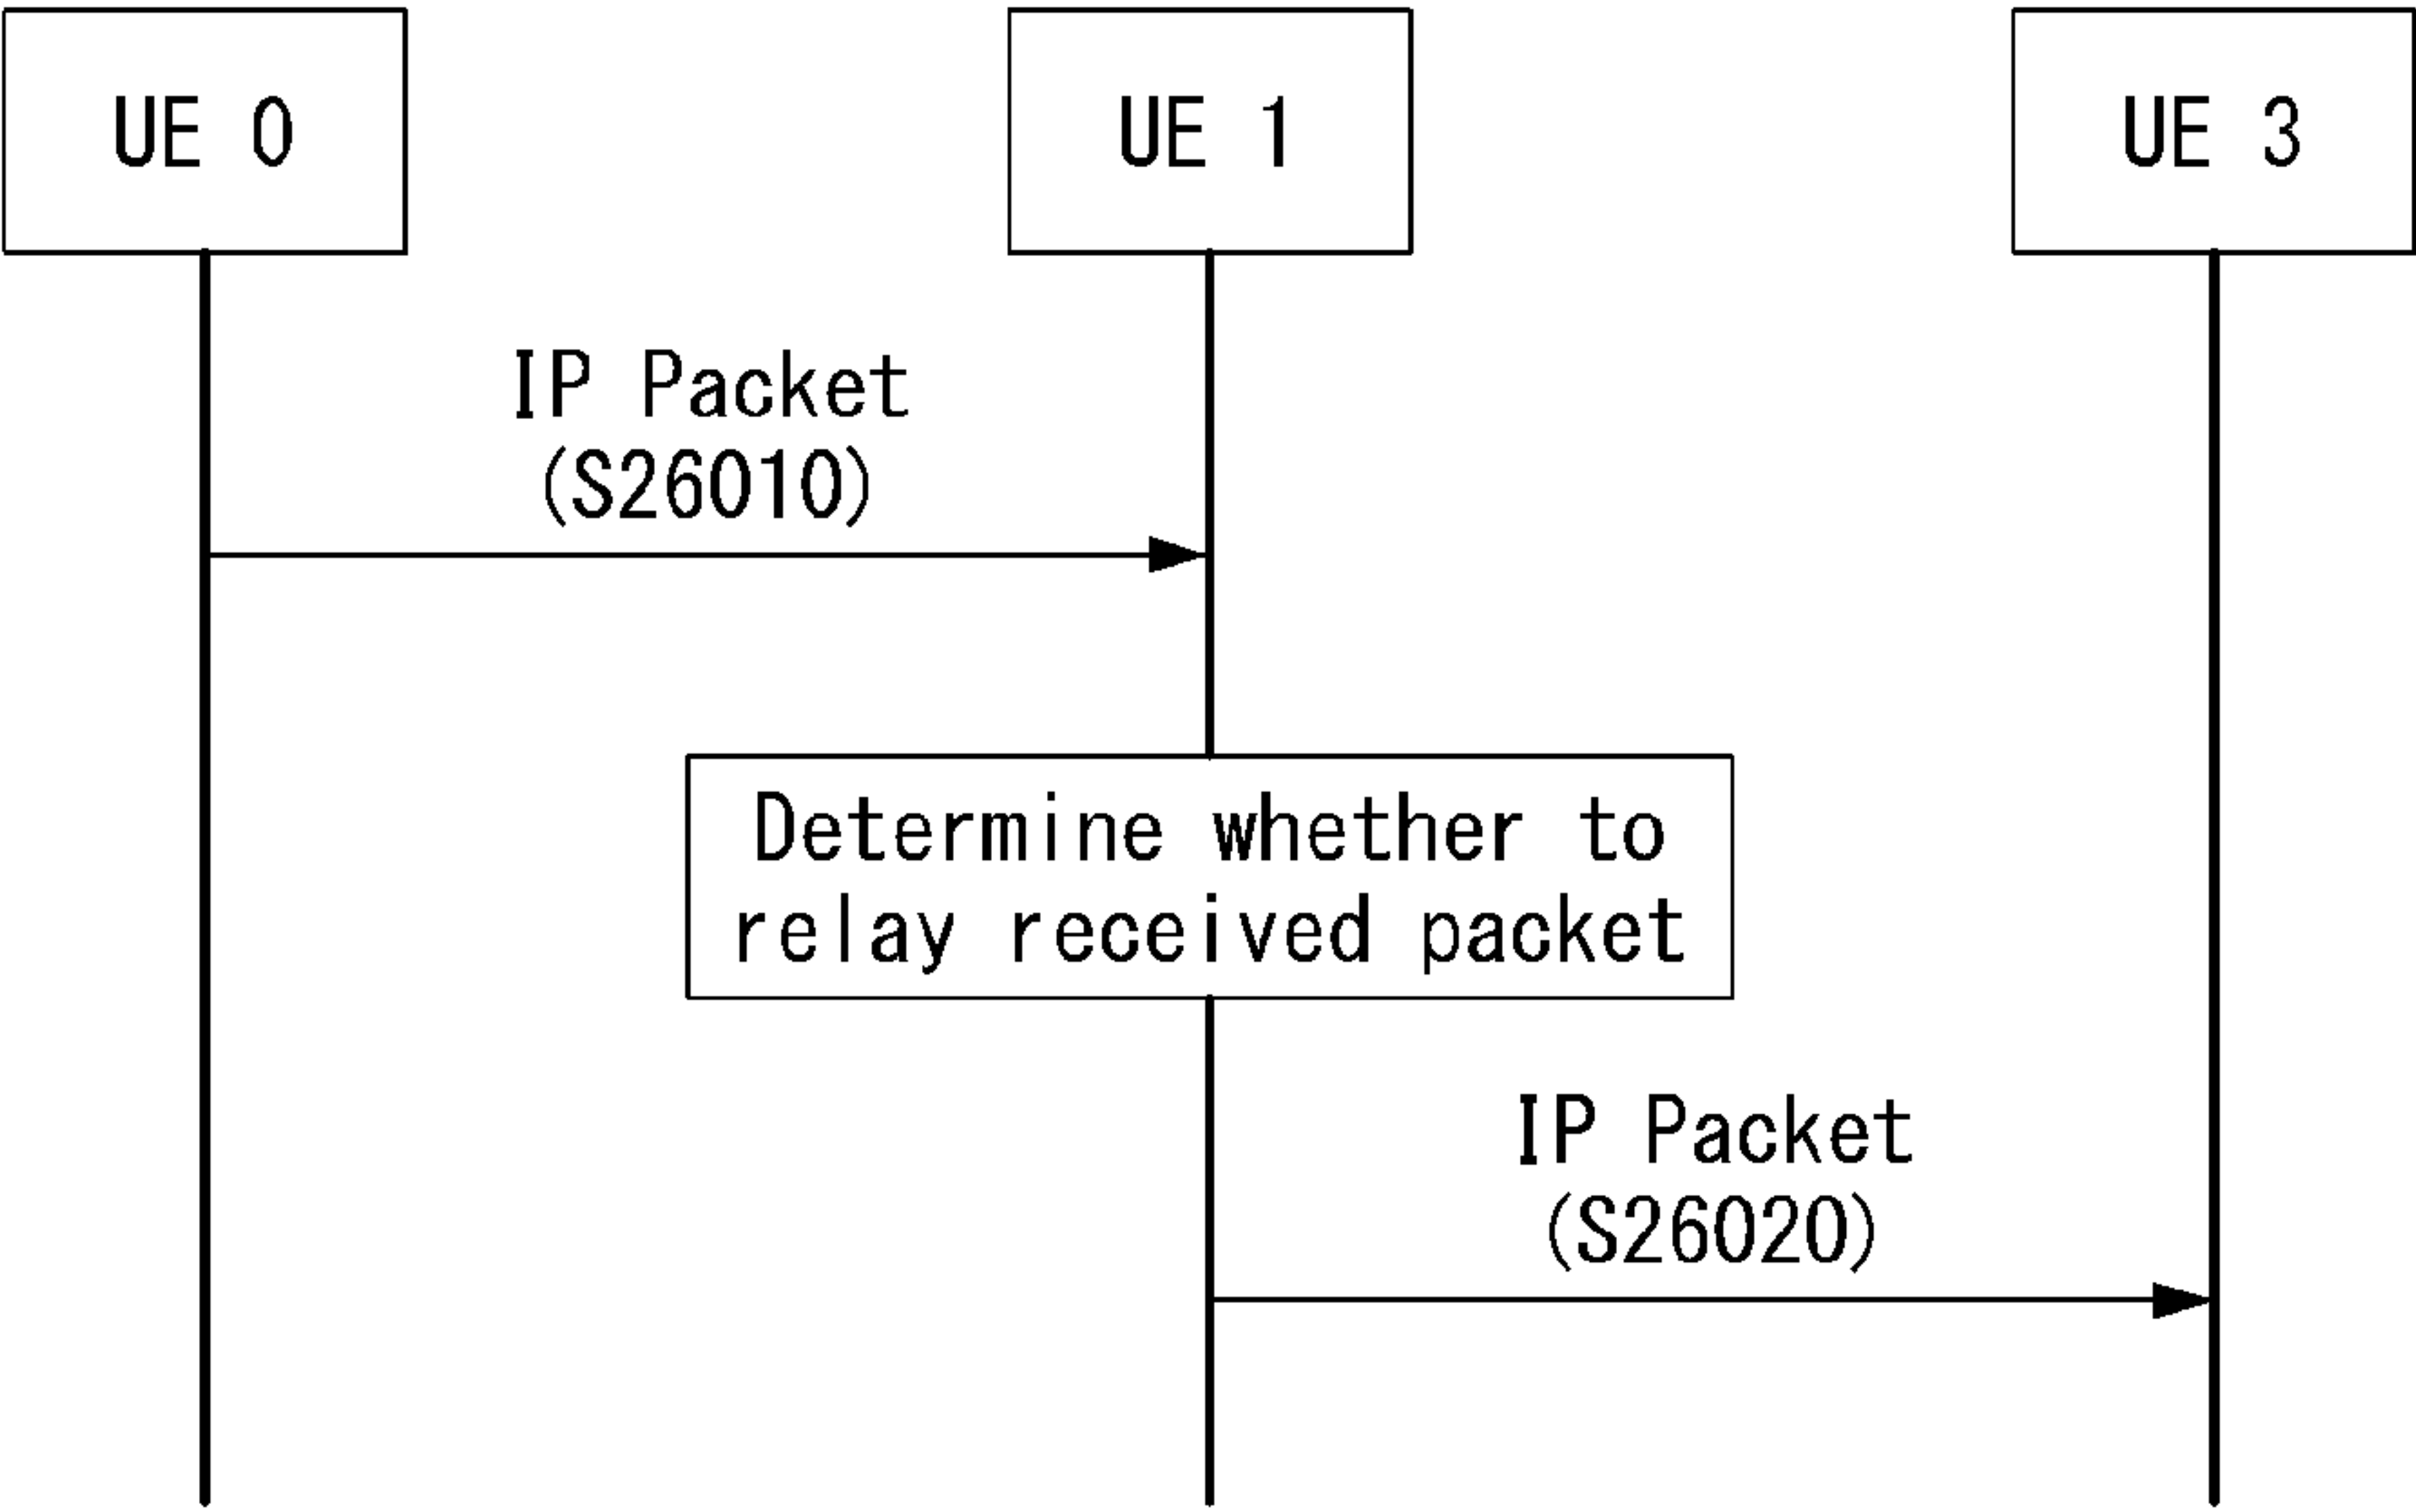 UE 0
UE 1
UE 3
IP Packet
(S26010)
Determine whether to
relay received packet
IP Packet
(S26020)